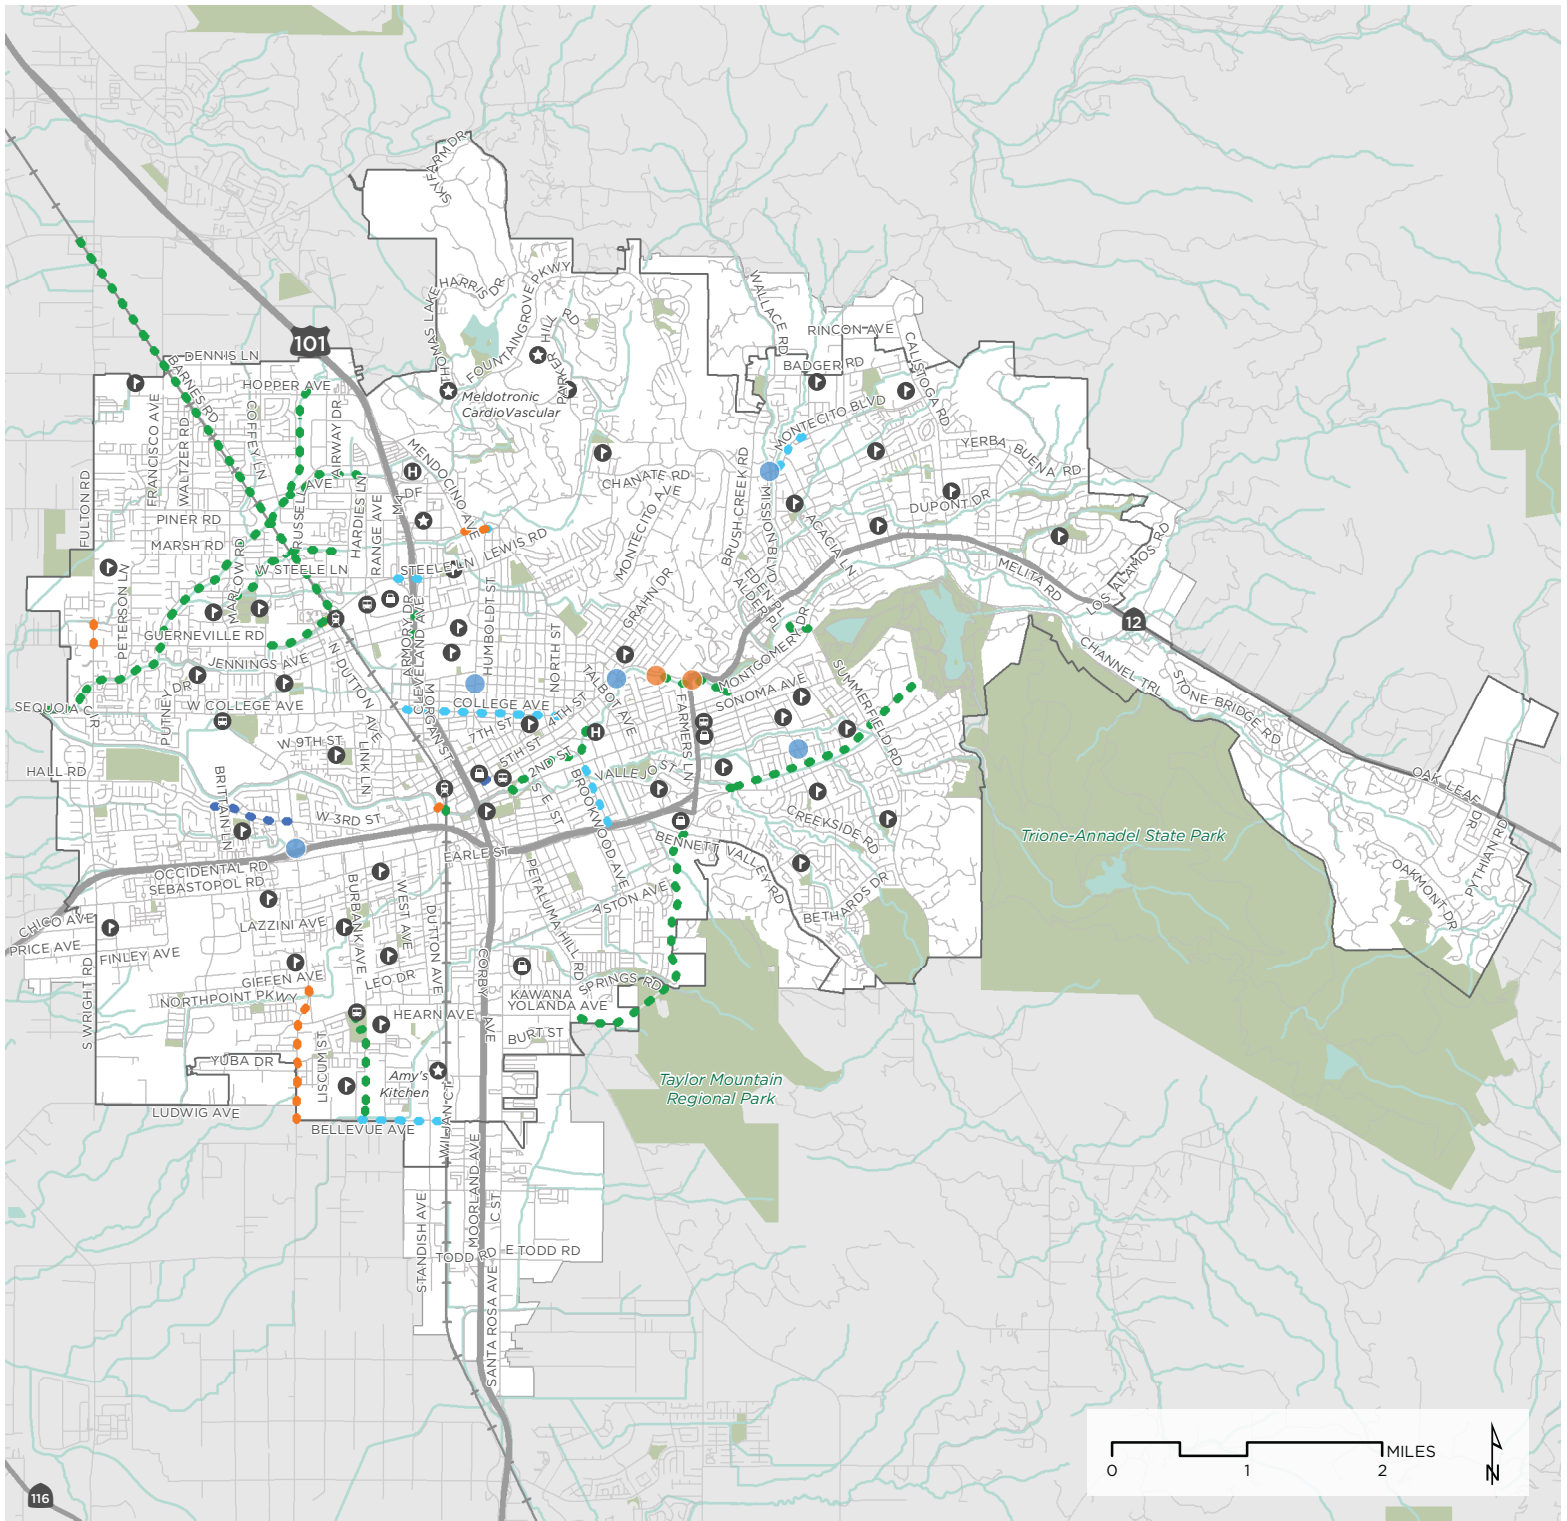 SKYFARM DR
HARRIS DR
THOMAS LAKE
FOUNTAINGROVE PKWY
HILL RD
PARKER
WALLACE RD
RINCON AVE
101
DENNIS LN
BADGER RD
CALISTOGA RD
BARNES RD
HOPPER AVE
Meldotronic
CardioVascular
FRANCISCO AVE
WALTZER RD
COFFEY LN
AIRWAY DR
MONTECITO BLVD
YERBA BUENA RD
MENDOCINO AVE
H
CHANATE RD
BRUSH CREEK RD
FULTON RD
AVE
HARDIES LN
RANGE AVE
RUSSELL
MONTECITO AVE
MISSION BLVD
DUPONT DR
PINER RD
ACACIA LN
MARSH RD
LEWIS RD
LOS ALAMOS RD
MARLOW RD
W STEELE LN
STEELE LN
GRAHN DR
EDEN PL
ALDER PL
MELITA RD
PETERSON LN
ARMORY DR
CLEVELAND AVE
HUMBOLDT ST
NORTH ST
12
GUERNEVILLE RD
N DUTTON AVE
MONTGOMERY DR
CHANNEL TRL
JENNINGS AVE
TALBOT AVE
SUMMERFIELD RD
STONE BRIDGE RD
PUTNEY DR
MORGAN ST
SONOMA AVE
SEQUOIA CIR
W COLLEGE AVE
COLLEGE AVE
FARMERS LN
4TH ST
7TH ST
H
W 9TH ST
LINK LN
5TH ST
2ND ST
HALL RD
BRITTAIN LN
VALLEJO ST
BROOKWOOD AVE
S E ST
OAK LEAF DR
W 3RD ST
CREEKSIDE RD
PYTHIAN RD
Trione-Annadel State Park
EARLE ST
BENNETT VALLEY RD
OCCIDENTAL RD
SEBASTOPOL RD
PETALUMA HILL RD
OAKMONT DR
BURBANK AVE
WEST AVE
ASTON AVE
BETHARDS DR
CHICO AVE
LAZZINI AVE
DUTTON AVE
PRICE AVE
FINLEY AVE
CORBY AVE
S WRIGHT RD
GIFFEN AVE
LEO DR
KAWANA SPRINGS RD
NORTHPOINT PKWY
YOLANDA AVE
HEARN AVE
BURT ST
LISCUM ST
YUBA DR
Amy's
Kitchen
Taylor Mountain
Regional Park
LUDWIG AVE
WILJAN CT
BELLEVUE AVE
STANDISH AVE
MOORLAND AVE
C ST
TODD RD
E TODD RD
SANTA ROSA AVE
MILES
0
1
2
N
116